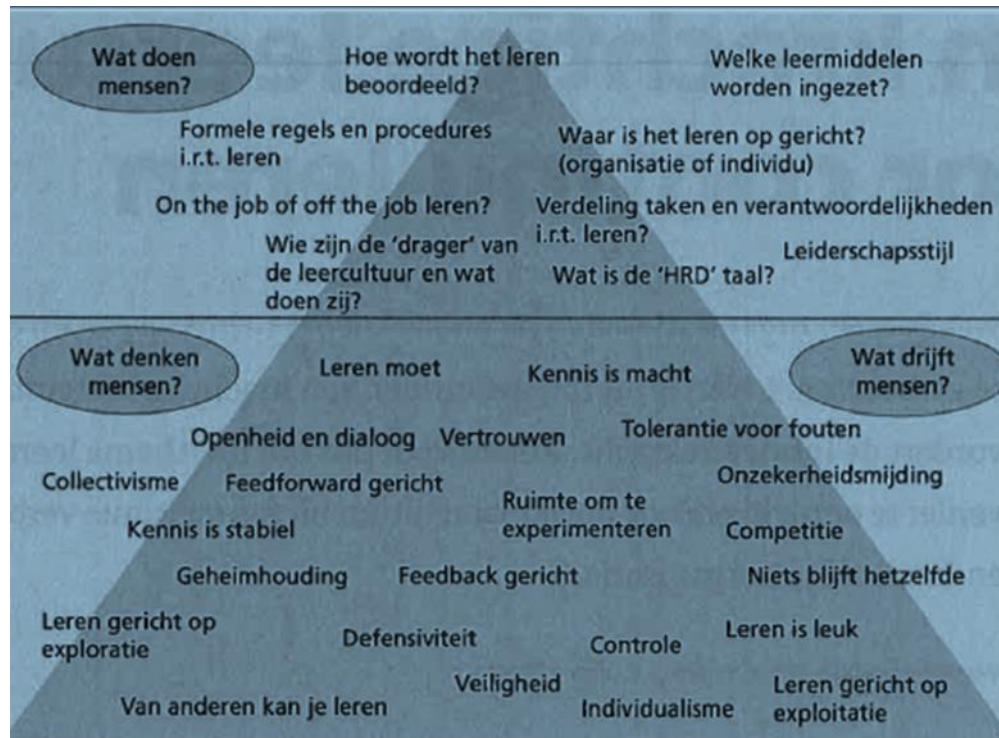 Wat doen
mensen?
Hoe wordt het leren
beoordeeld?
Welke leermiddelen
worden ingezet?
Formele regels en procedures
i.r.t. leren
Waar is het leren op gericht?
(organisatie of individu)
On the job of off the job leren?
Verdeling taken en verantwoordelijkheden
i.r.t. leren?
Wie zijn de 'drager' van
de leercultuur en wat
doen zij?
Leiderschapsstijl
Wat is de 'HRD' taal?
Wat denken
mensen?
Leren moet
Kennis is macht
Wat drijft
mensen?
Openheid en dialoog
Vertrouwen
Tolerantie voor fouten
Collectivisme
Feedforward gericht
Onzekerheidsmijding
Ruimte om te
experimenteren
Kennis is stabiel
Competitie
Geheimhouding
Feedback gericht
Niets blijft hetzelfde
Leren gericht op
exploratie
Defensiviteit
Controle
Leren is leuk
Veiligheid
Van anderen kan je leren
Individualisme
Leren gericht op
exploitatie